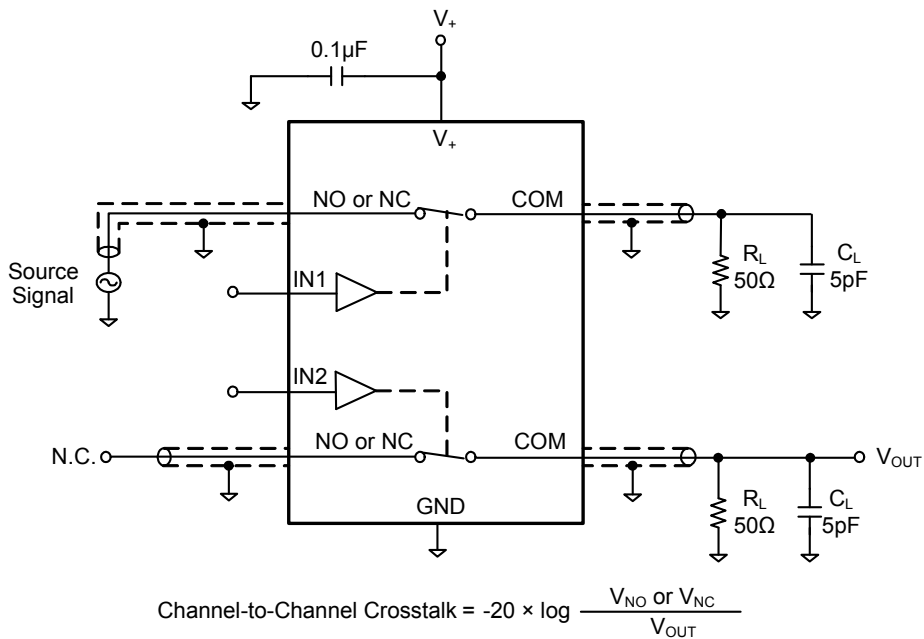 V+
0.1µF
V+
NO or NC
COM
Source
Signal
IN1
RL
50Ω
CL
5pF
IN2
N.C.
NO or NC
COM
VOUT
GND
RL
50Ω
CL
5pF
Channel-to-Channel Crosstalk = -20 × log VNO or VNC
VOUT